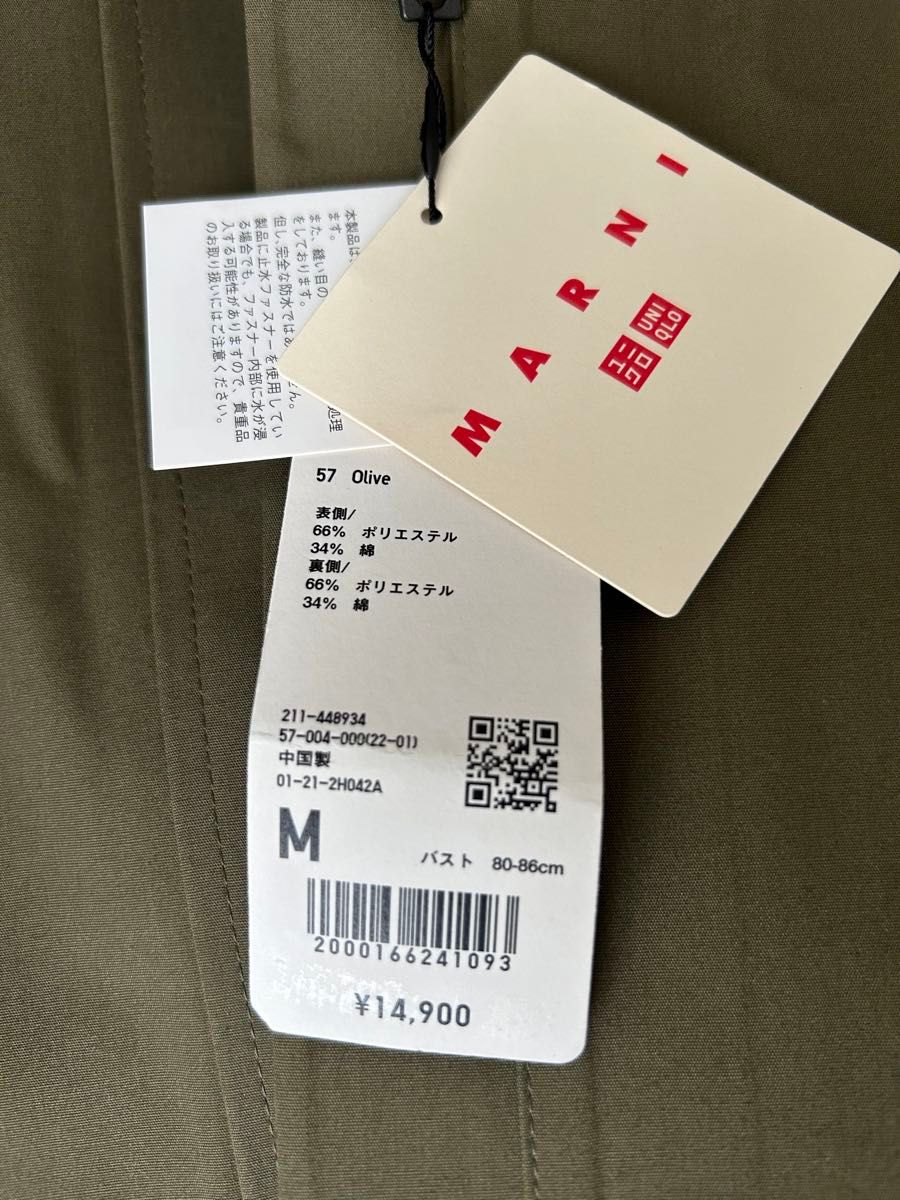 本製品は、
ます。
また、縫い目の
処理
をしております。
但し、完全な防水ではあ
せん。
製品に止水ファスナーを使用してい
る場合でも、ファスナー内部に水が浸
入する可能性がありますので、貴重品
のお取り扱いにはご注意ください。
MARNI
ユニクロ
UNI
QLO
57 Olive
表側/
66% ポリエステル
34% 綿
裏側/
66% ポリエステル
34% 綿
211-448934
57-004-000(22-01)
中国製
01-21-2H042A
M
バスト 80-86cm
2000166241093
¥14,900